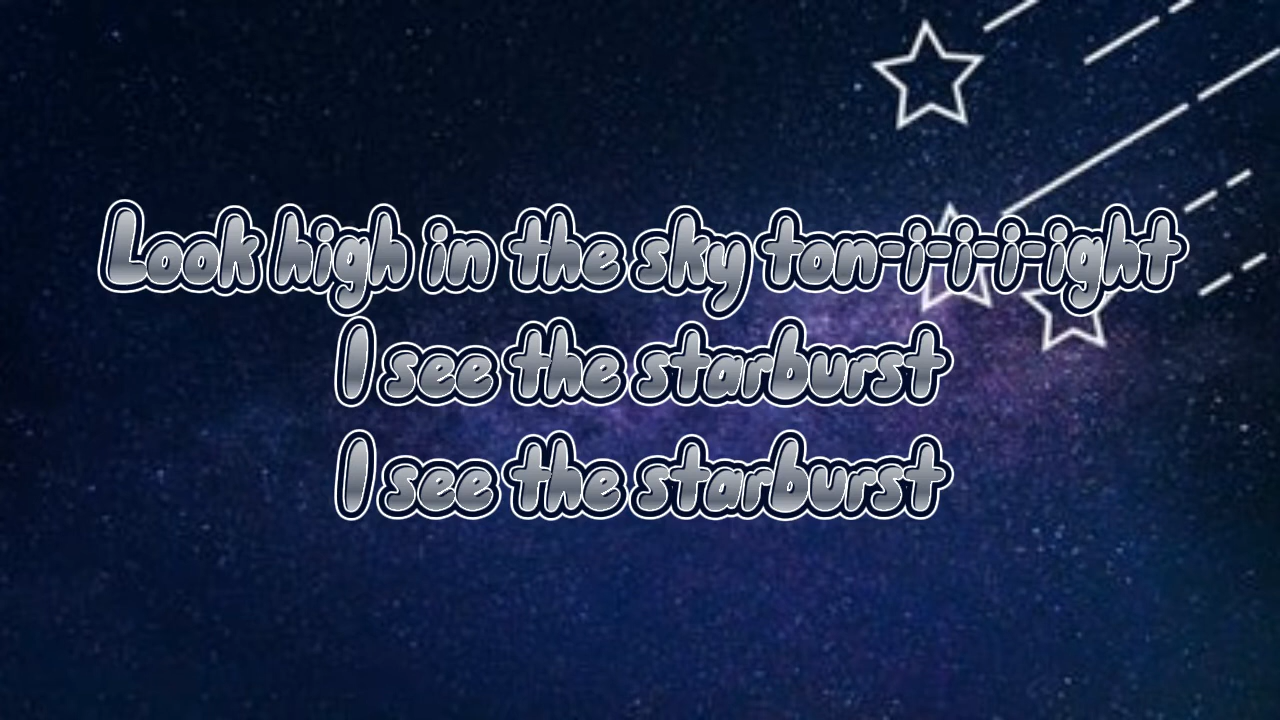 Look high in the sky ton-i-i-i-ight
I see the starburst
I see the starburst